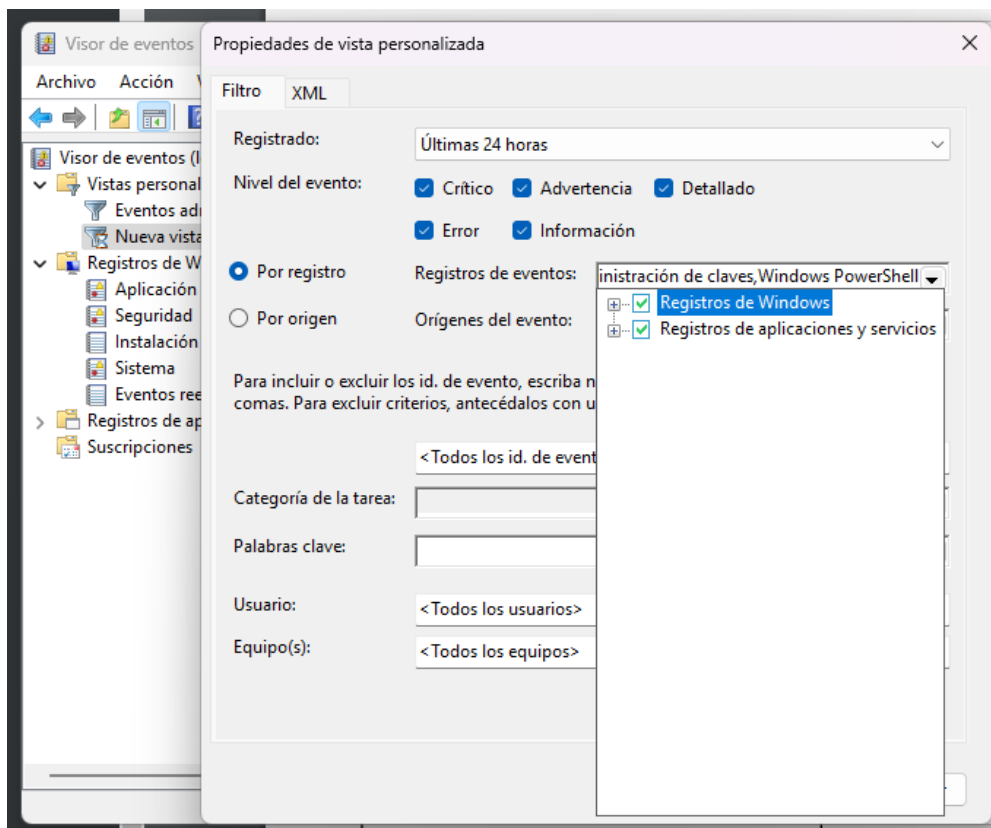 Visor de eventos
Archivo Acción
Visor de eventos (l
Vistas personal
Eventos ad
Nueva vista
Registros de W
Aplicación
Seguridad
Instalación
Sistema
Eventos ree
Registros de ap
Suscripciones
Propiedades de vista personalizada
Filtro XML
Registrado: Últimas 24 horas
Nivel del evento: Crítico Advertencia Detallado
Error Información
Por registro Registros de eventos: inistración de claves,Windows PowerShell
Registros de Windows
Por origen Orígenes del evento: Registros de aplicaciones y servicios
Para incluir o excluir los id. de evento, escriba n
comas. Para excluir criterios, antecédalos con u
<Todos los id. de event
Categoría de la tarea:
Palabras clave:
Usuario: <Todos los usuarios>
Equipo(s): <Todos los equipos>